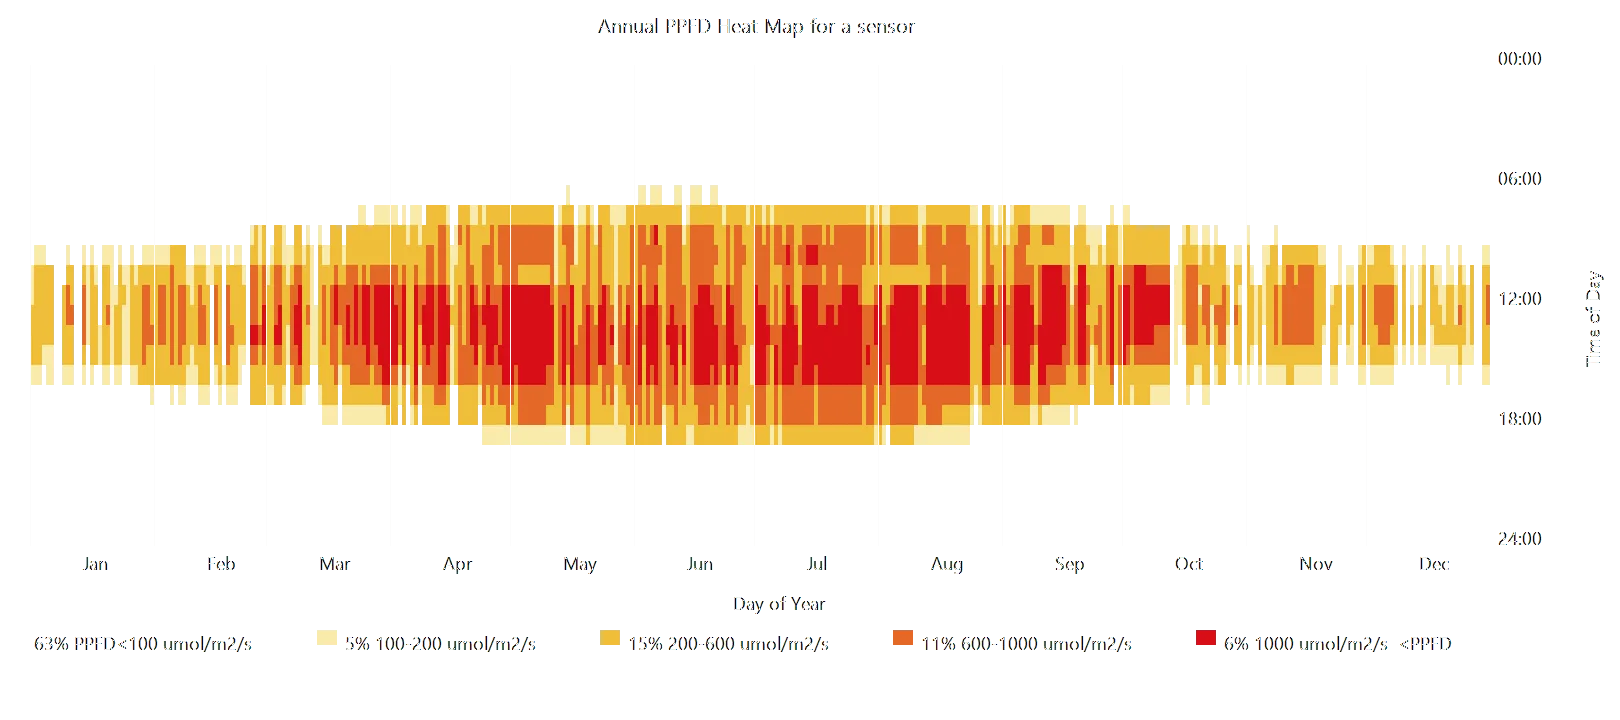 Annual PPFD Heat Map for a sensor
00:00
06:00
12:00
18:00
24:00
Time of Day
Jan Feb Mar Apr May Jun Jul Aug Sep Oct Nov Dec
Day of Year
63% PPFD<100 umol/m2/s 5% 100-200 umol/m2/s 15% 200-600 umol/m2/s 11% 600-1000 umol/m2/s 6% 1000 umol/m2/s <PPFD